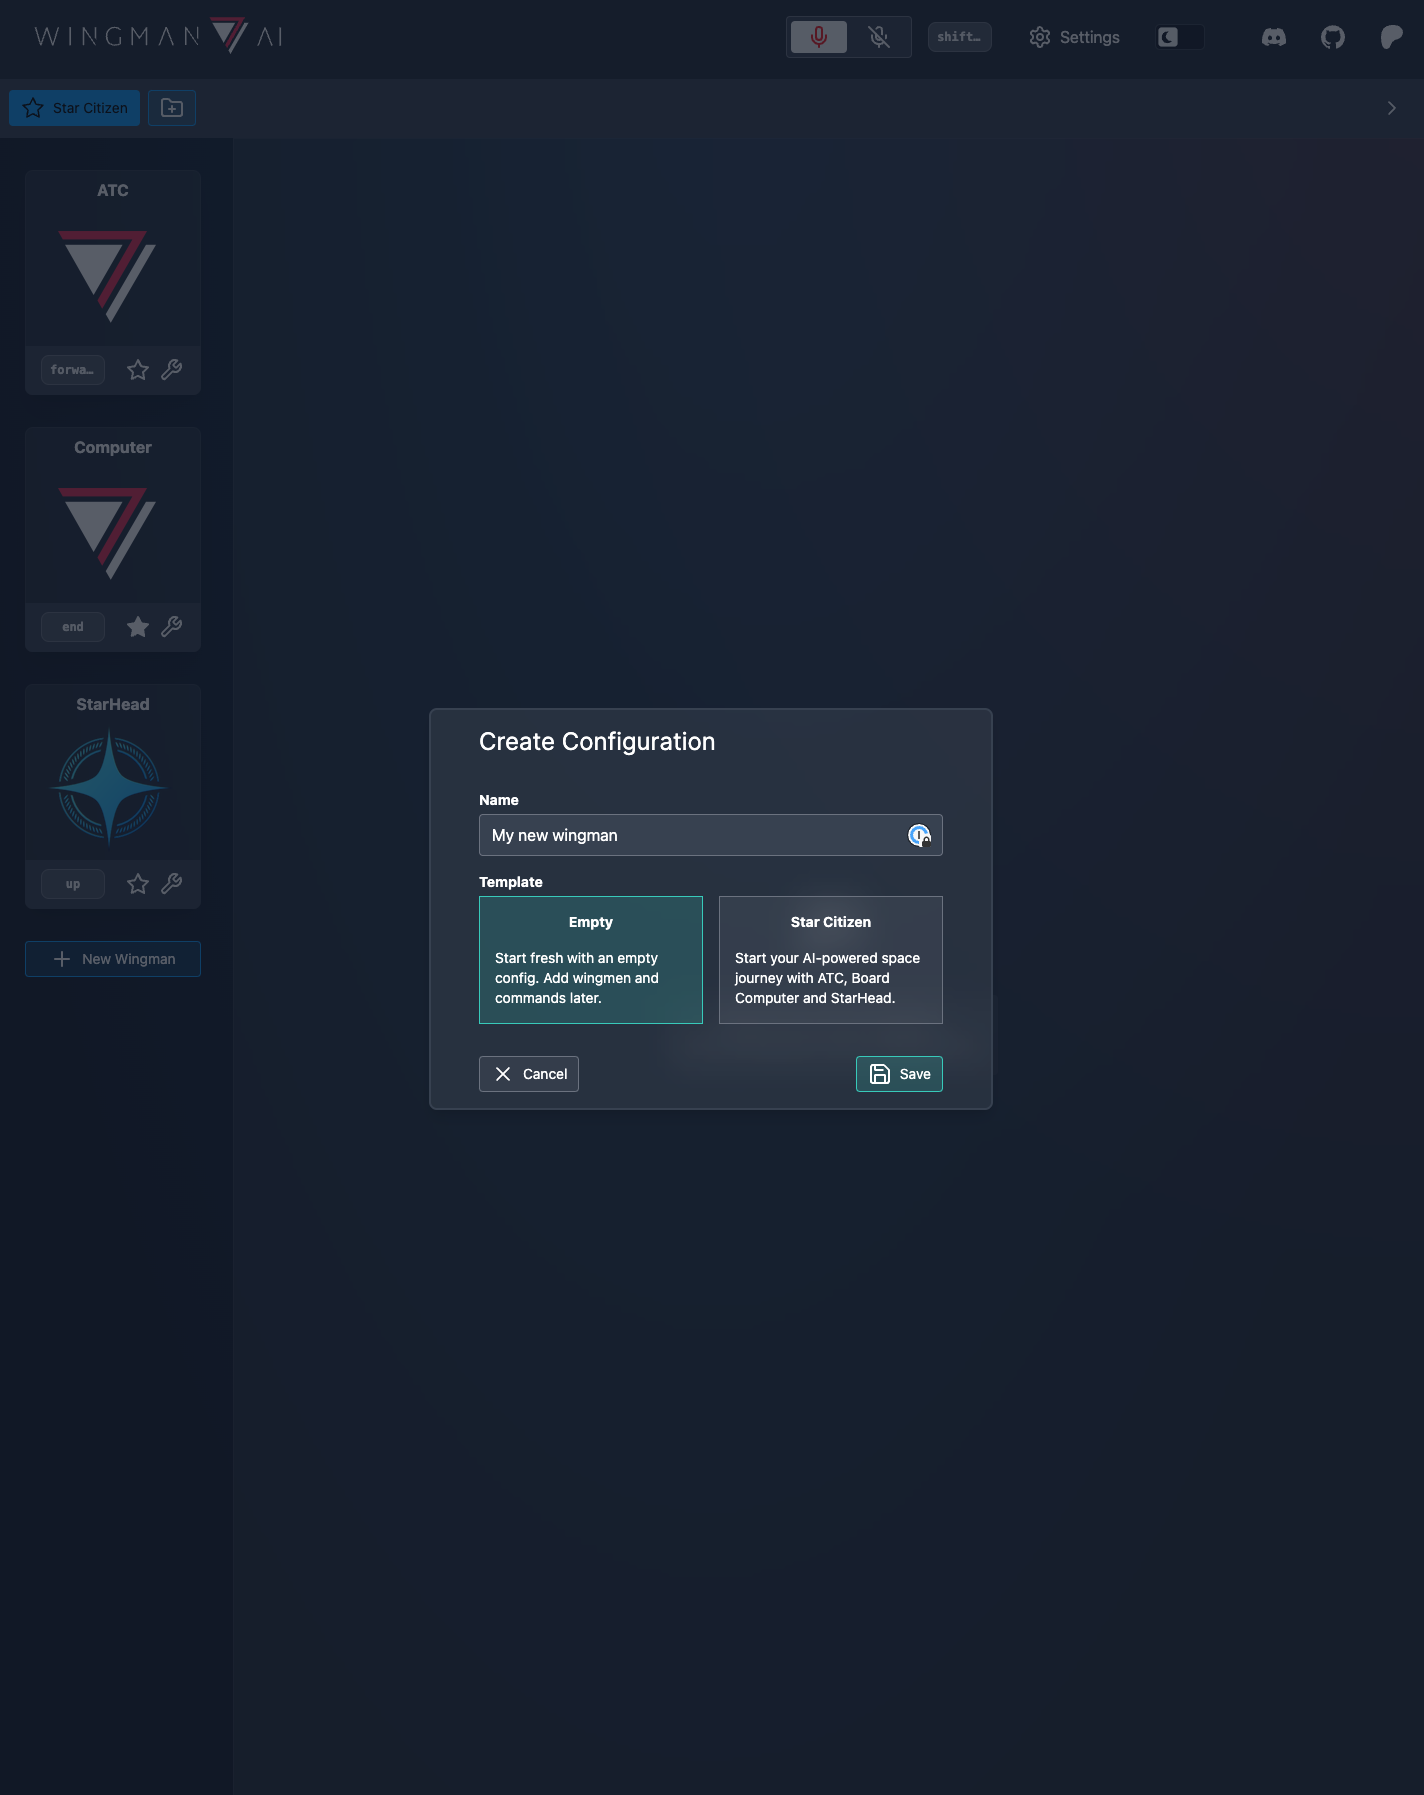 WINGMAN AI
shift…
Settings
Star Citizen
ATC
forwa…
Computer
end
StarHead
up
New Wingman
Create Configuration
Name
My new wingman
Template
Empty
Start fresh with an empty
config. Add wingmen and
commands later.
Star Citizen
Start your AI-powered space
journey with ATC, Board
Computer and StarHead.
Cancel
Save